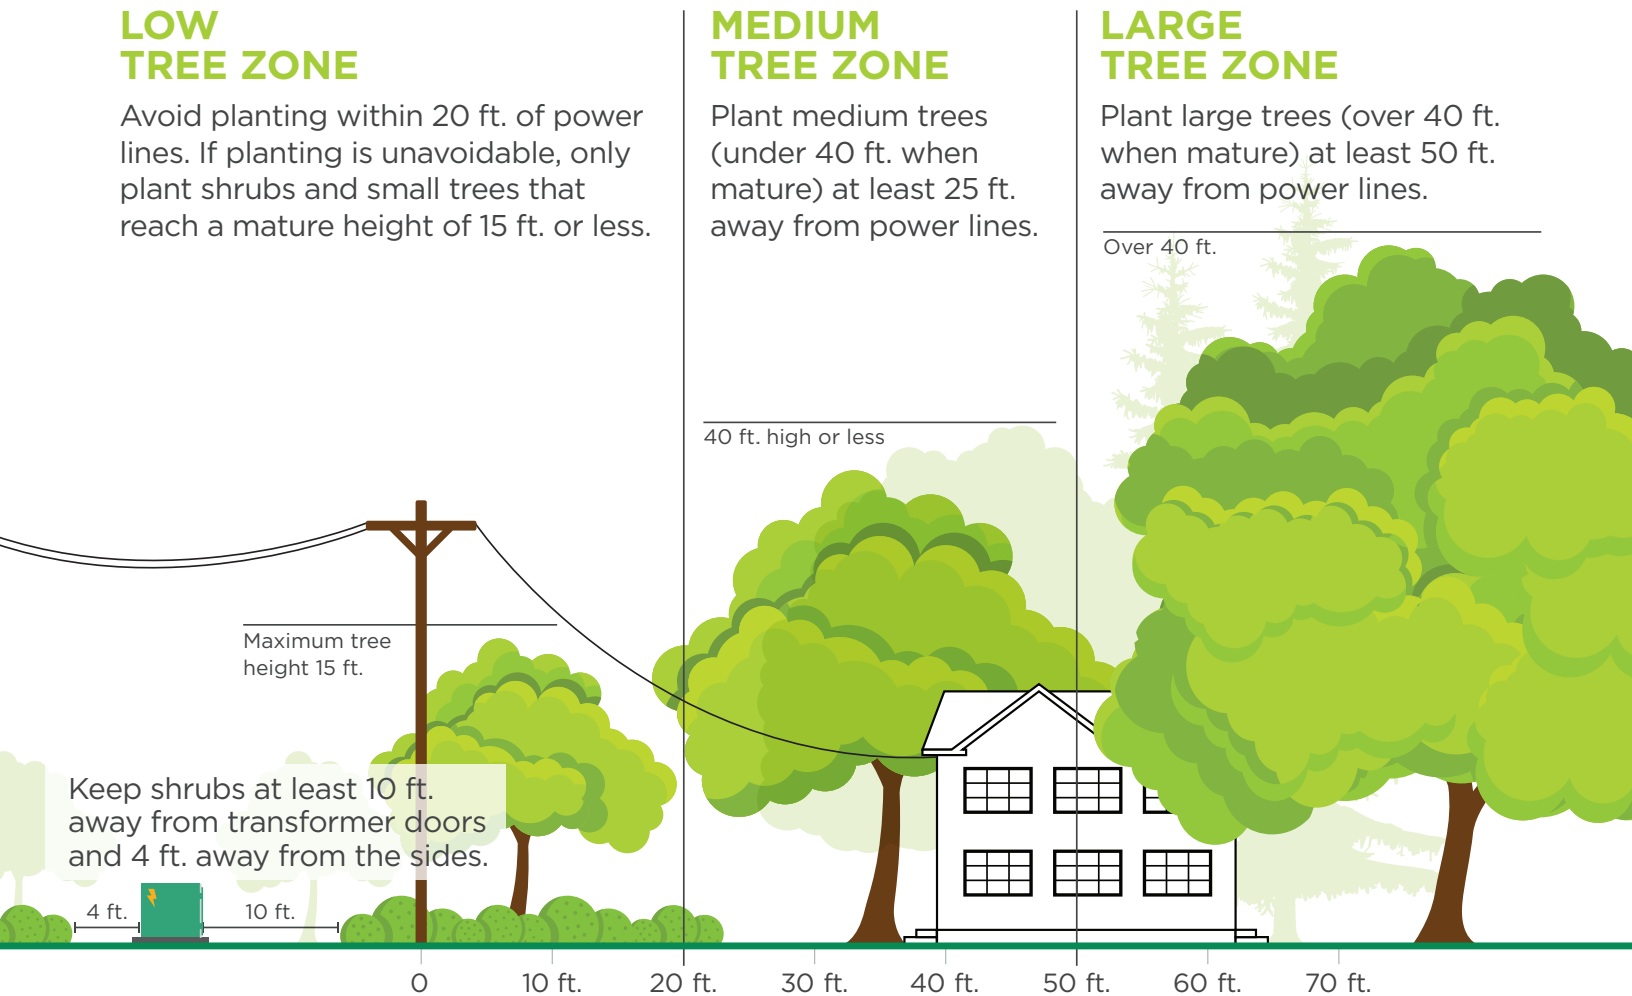 LOW
TREE ZONE
Avoid planting within 20 ft. of power
lines. If planting is unavoidable, only
plant shrubs and small trees that
reach a mature height of 15 ft. or less.
MEDIUM
TREE ZONE
Plant medium trees
(under 40 ft. when
mature) at least 25 ft.
away from power lines.
LARGE
TREE ZONE
Plant large trees (over 40 ft.
when mature) at least 50 ft.
away from power lines.
Over 40 ft.
40 ft. high or less
Maximum tree
height 15 ft.
Keep shrubs at least 10 ft.
away from transformer doors
and 4 ft. away from the sides.
4 ft.
10 ft.
0
10 ft.
20 ft.
30 ft.
40 ft.
50 ft.
60 ft.
70 ft.